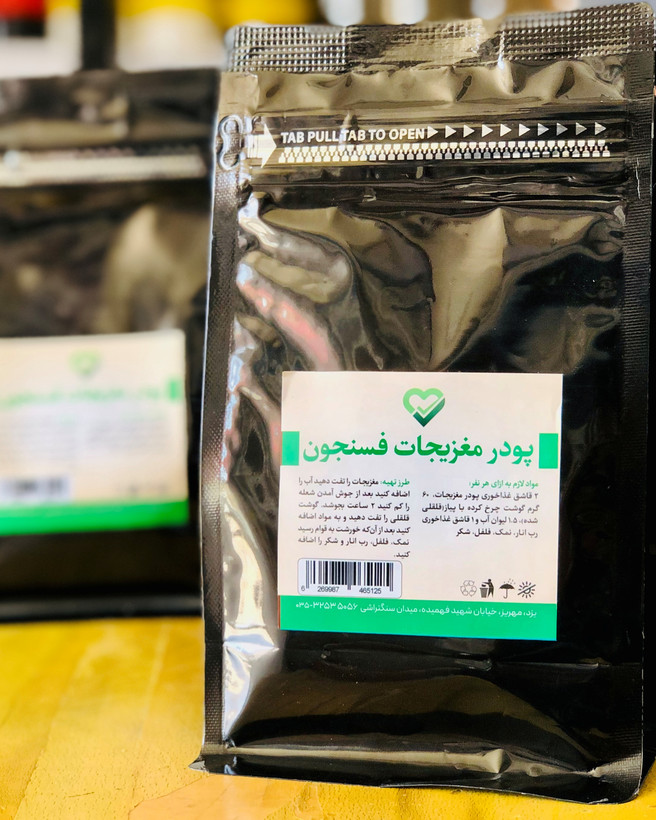 TAB PULL TAB TO OPEN
پودر مغزیجات فسنجون
مواد لازم به ازای هر نفر:
۲ قاشق غذاخوری پودر مغزیجات، ۶۰
گرم گوشت چرخ کرده با پیاز(قلقلی
شده)، ۱.۵ لیوان آب و ۱ قاشق غذاخوری
رب انار، نمک، فلفل، شکر
طرز تهیه: مغزیجات را تفت دهید آب را
اضافه کنید بعد از جوش آمدن شعله
را کم کنید ۲ ساعت بجوشد. گوشت
قلقلی را تفت دهید و به مواد اضافه
کنید بعد از آن‌که خورشت به قوام رسید
نمک، فلفل، رب انار و شکر را اضافه
کنید.
6 269987 465125
یزد، مهریز، خیابان شهید فهمیده، میدان سنگتراشی ۳۲۵۳۵۰۵۶-۰۳۵